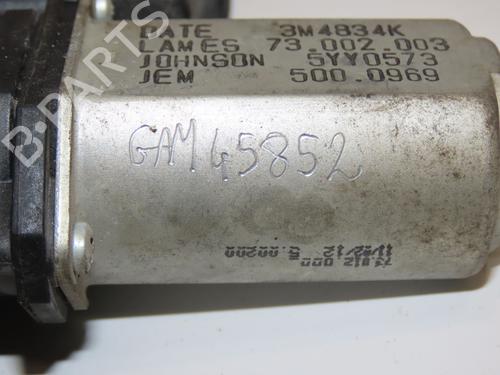 DATE 3M4834K
LAMES 73.002.003
JOHNSON 5YY0573
JEM 500.0969
GAM45852
B-PARTS